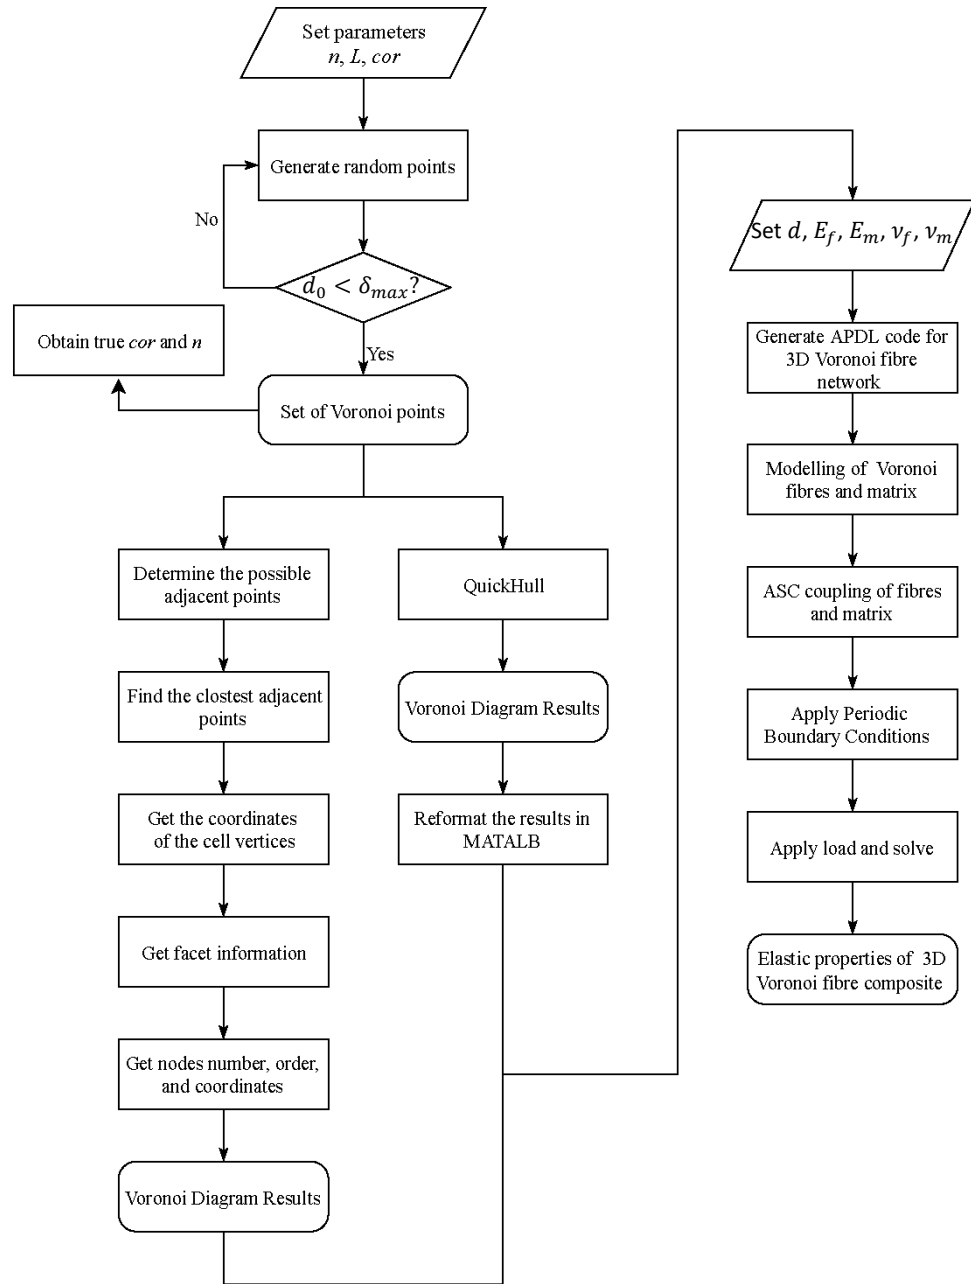 Set parameters
n, L, cor
Generate random points
No
d₀ < δₘₐₓ?
Yes
Obtain true cor and n
Set of Voronoi points
Determine the possible
adjacent points
Find the clostest adjacent
points
Get the coordinates
of the cell vertices
Get facet information
Get nodes number, order,
and coordinates
Voronoi Diagram Results
QuickHull
Voronoi Diagram Results
Reformat the results in
MATALB
Set d, E_f, E_m, ν_f, ν_m
Generate APDL code for
3D Voronoi fibre
network
Modelling of Voronoi
fibres and matrix
ASC coupling of fibres
and matrix
Apply Periodic
Boundary Conditions
Apply load and solve
Elastic properties of 3D
Voronoi fibre composite